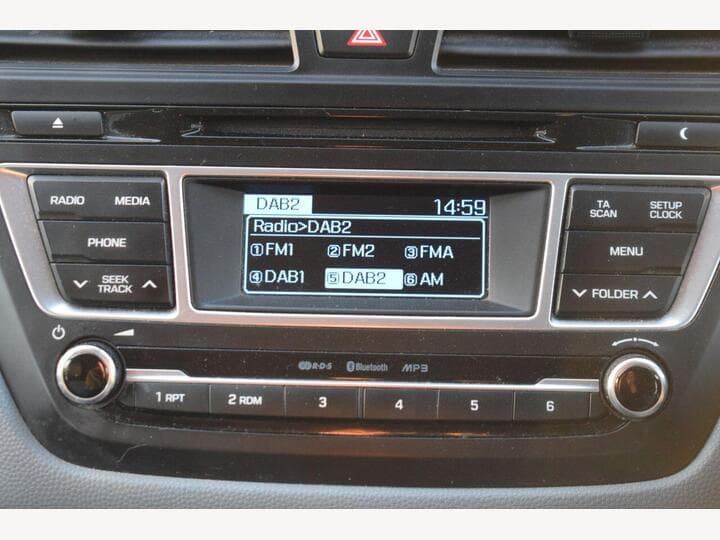 RADIO MEDIA
PHONE
SEEK
TRACK
DAB2 14:59
Radio>DAB2
①FM1 ②FM2 ③FMA
④DAB1 ⑤DAB2 ⑥AM
TA
SCAN
SETUP
CLOCK
MENU
FOLDER
R·D·S Bluetooth MP3
1 RPT 2 RDM 3 4 5 6